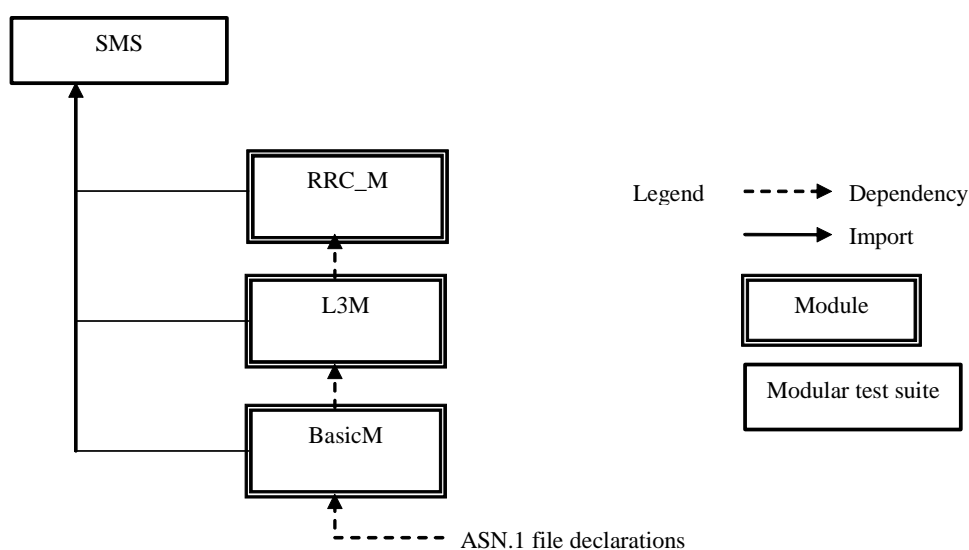 SMS
RRC_M
Legend
Dependency
Import
L3M
Module
Modular test suite
BasicM
ASN.1 file declarations